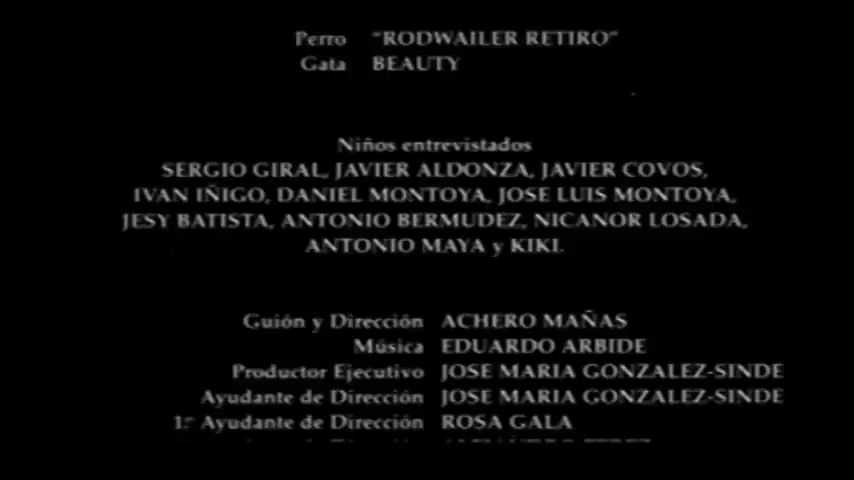 Perro "RODWAILER RETIRO"
Gata BEAUTY
Niños entrevistados
SERGIO GIRAL, JAVIER ALDONZA, JAVIER COVOS,
IVAN IÑIGO, DANIEL MONTOYA, JOSE LUIS MONTOYA,
JESY BATISTA, ANTONIO BERMUDEZ, NICANOR LOSADA,
ANTONIO MAYA y KIKI.
Guión y Dirección ACHERO MAÑAS
Música EDUARDO ARBIDE
Productor Ejecutivo JOSE MARIA GONZALEZ-SINDE
Ayudante de Dirección JOSE MARIA GONZALEZ-SINDE
1.º Ayudante de Dirección ROSA GALA